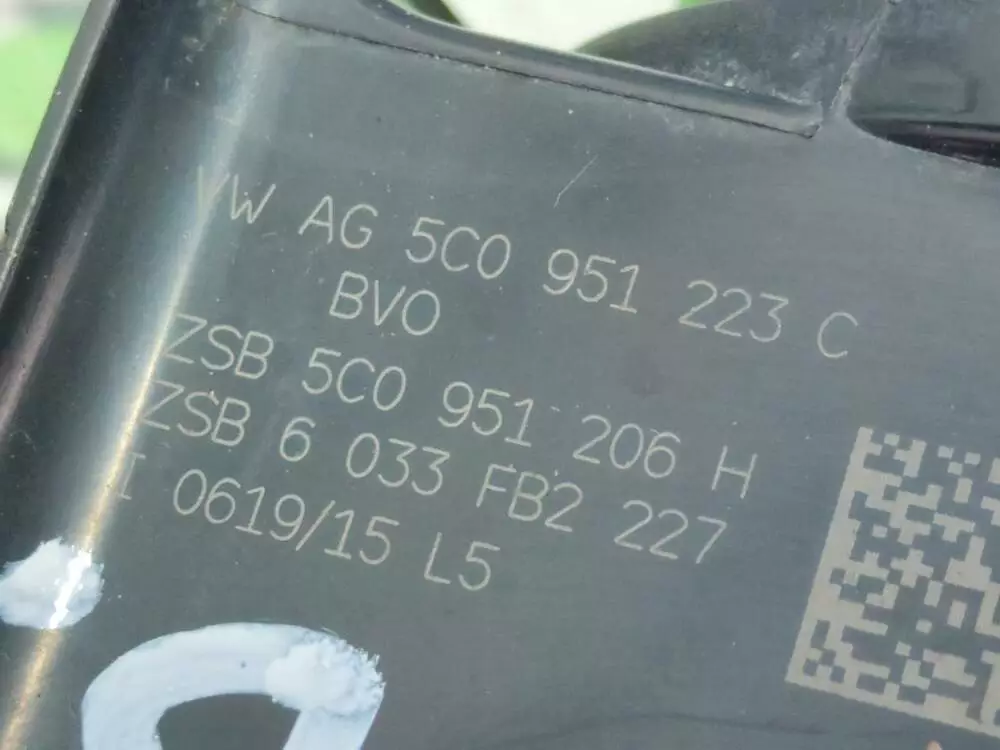 VW AG 5C0 951 223 C
BVO
ZSB 5C0 951 206 H
ZSB 6 033 FB2 227
I 0619/15 L5